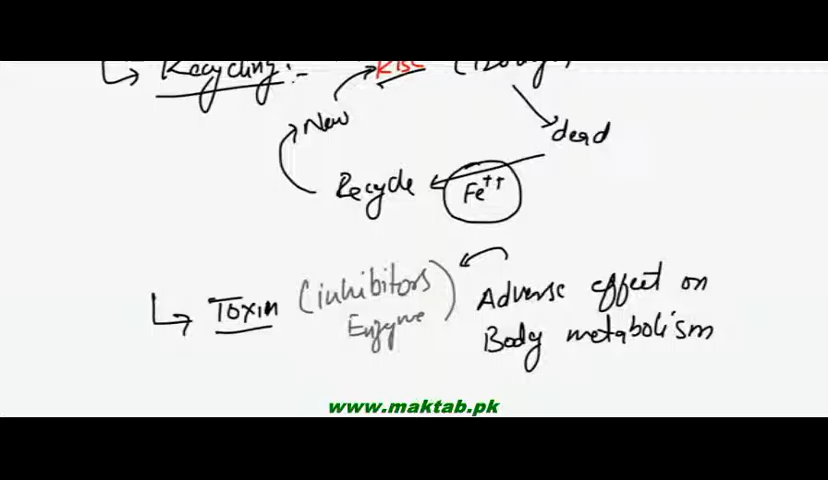 Recycling:- RBC
New
dead
Recycle Fe++
Toxin (inhibitors Enzyme) Adverse effect on
Body metabolism
www.maktab.pk